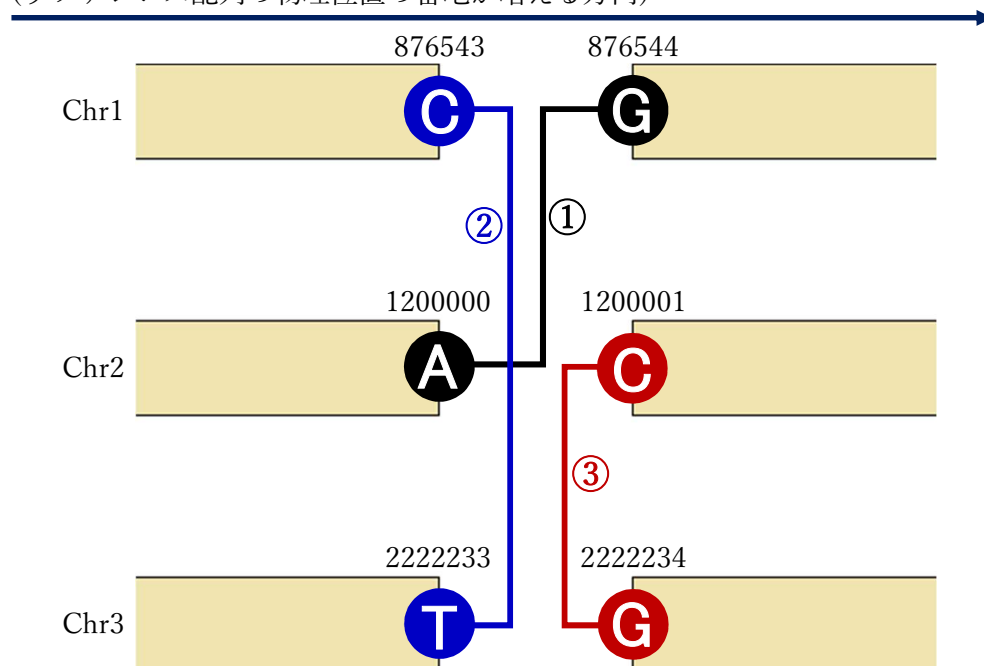 876543 876544
Chr1 C G
② ①
1200000 1200001
Chr2 A C
③
2222233 2222234
Chr3 T G